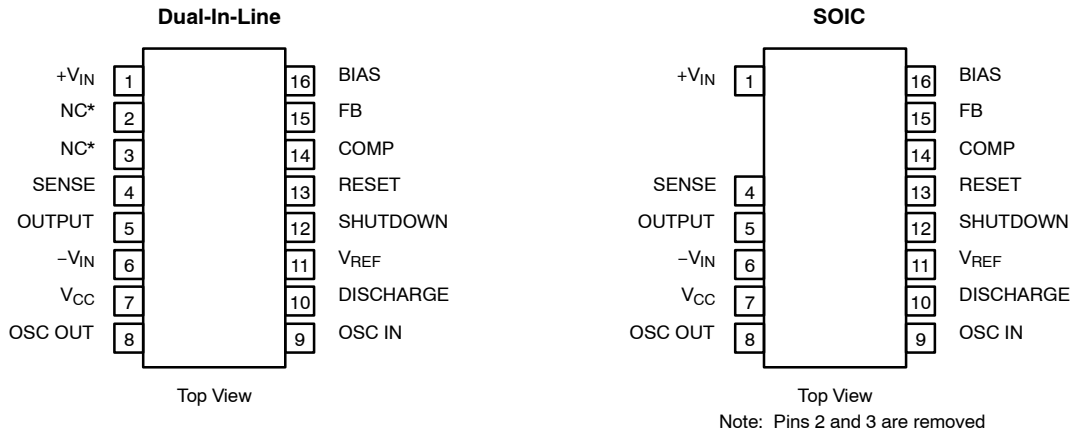 Dual-In-Line
+VIN 1 16 BIAS
NC* 2 15 FB
NC* 3 14 COMP
SENSE 4 13 RESET
OUTPUT 5 12 SHUTDOWN
−VIN 6 11 VREF
VCC 7 10 DISCHARGE
OSC OUT 8 9 OSC IN
Top View
SOIC
+VIN 1 16 BIAS
15 FB
14 COMP
SENSE 4 13 RESET
OUTPUT 5 12 SHUTDOWN
−VIN 6 11 VREF
VCC 7 10 DISCHARGE
OSC OUT 8 9 OSC IN
Top View
Note: Pins 2 and 3 are removed